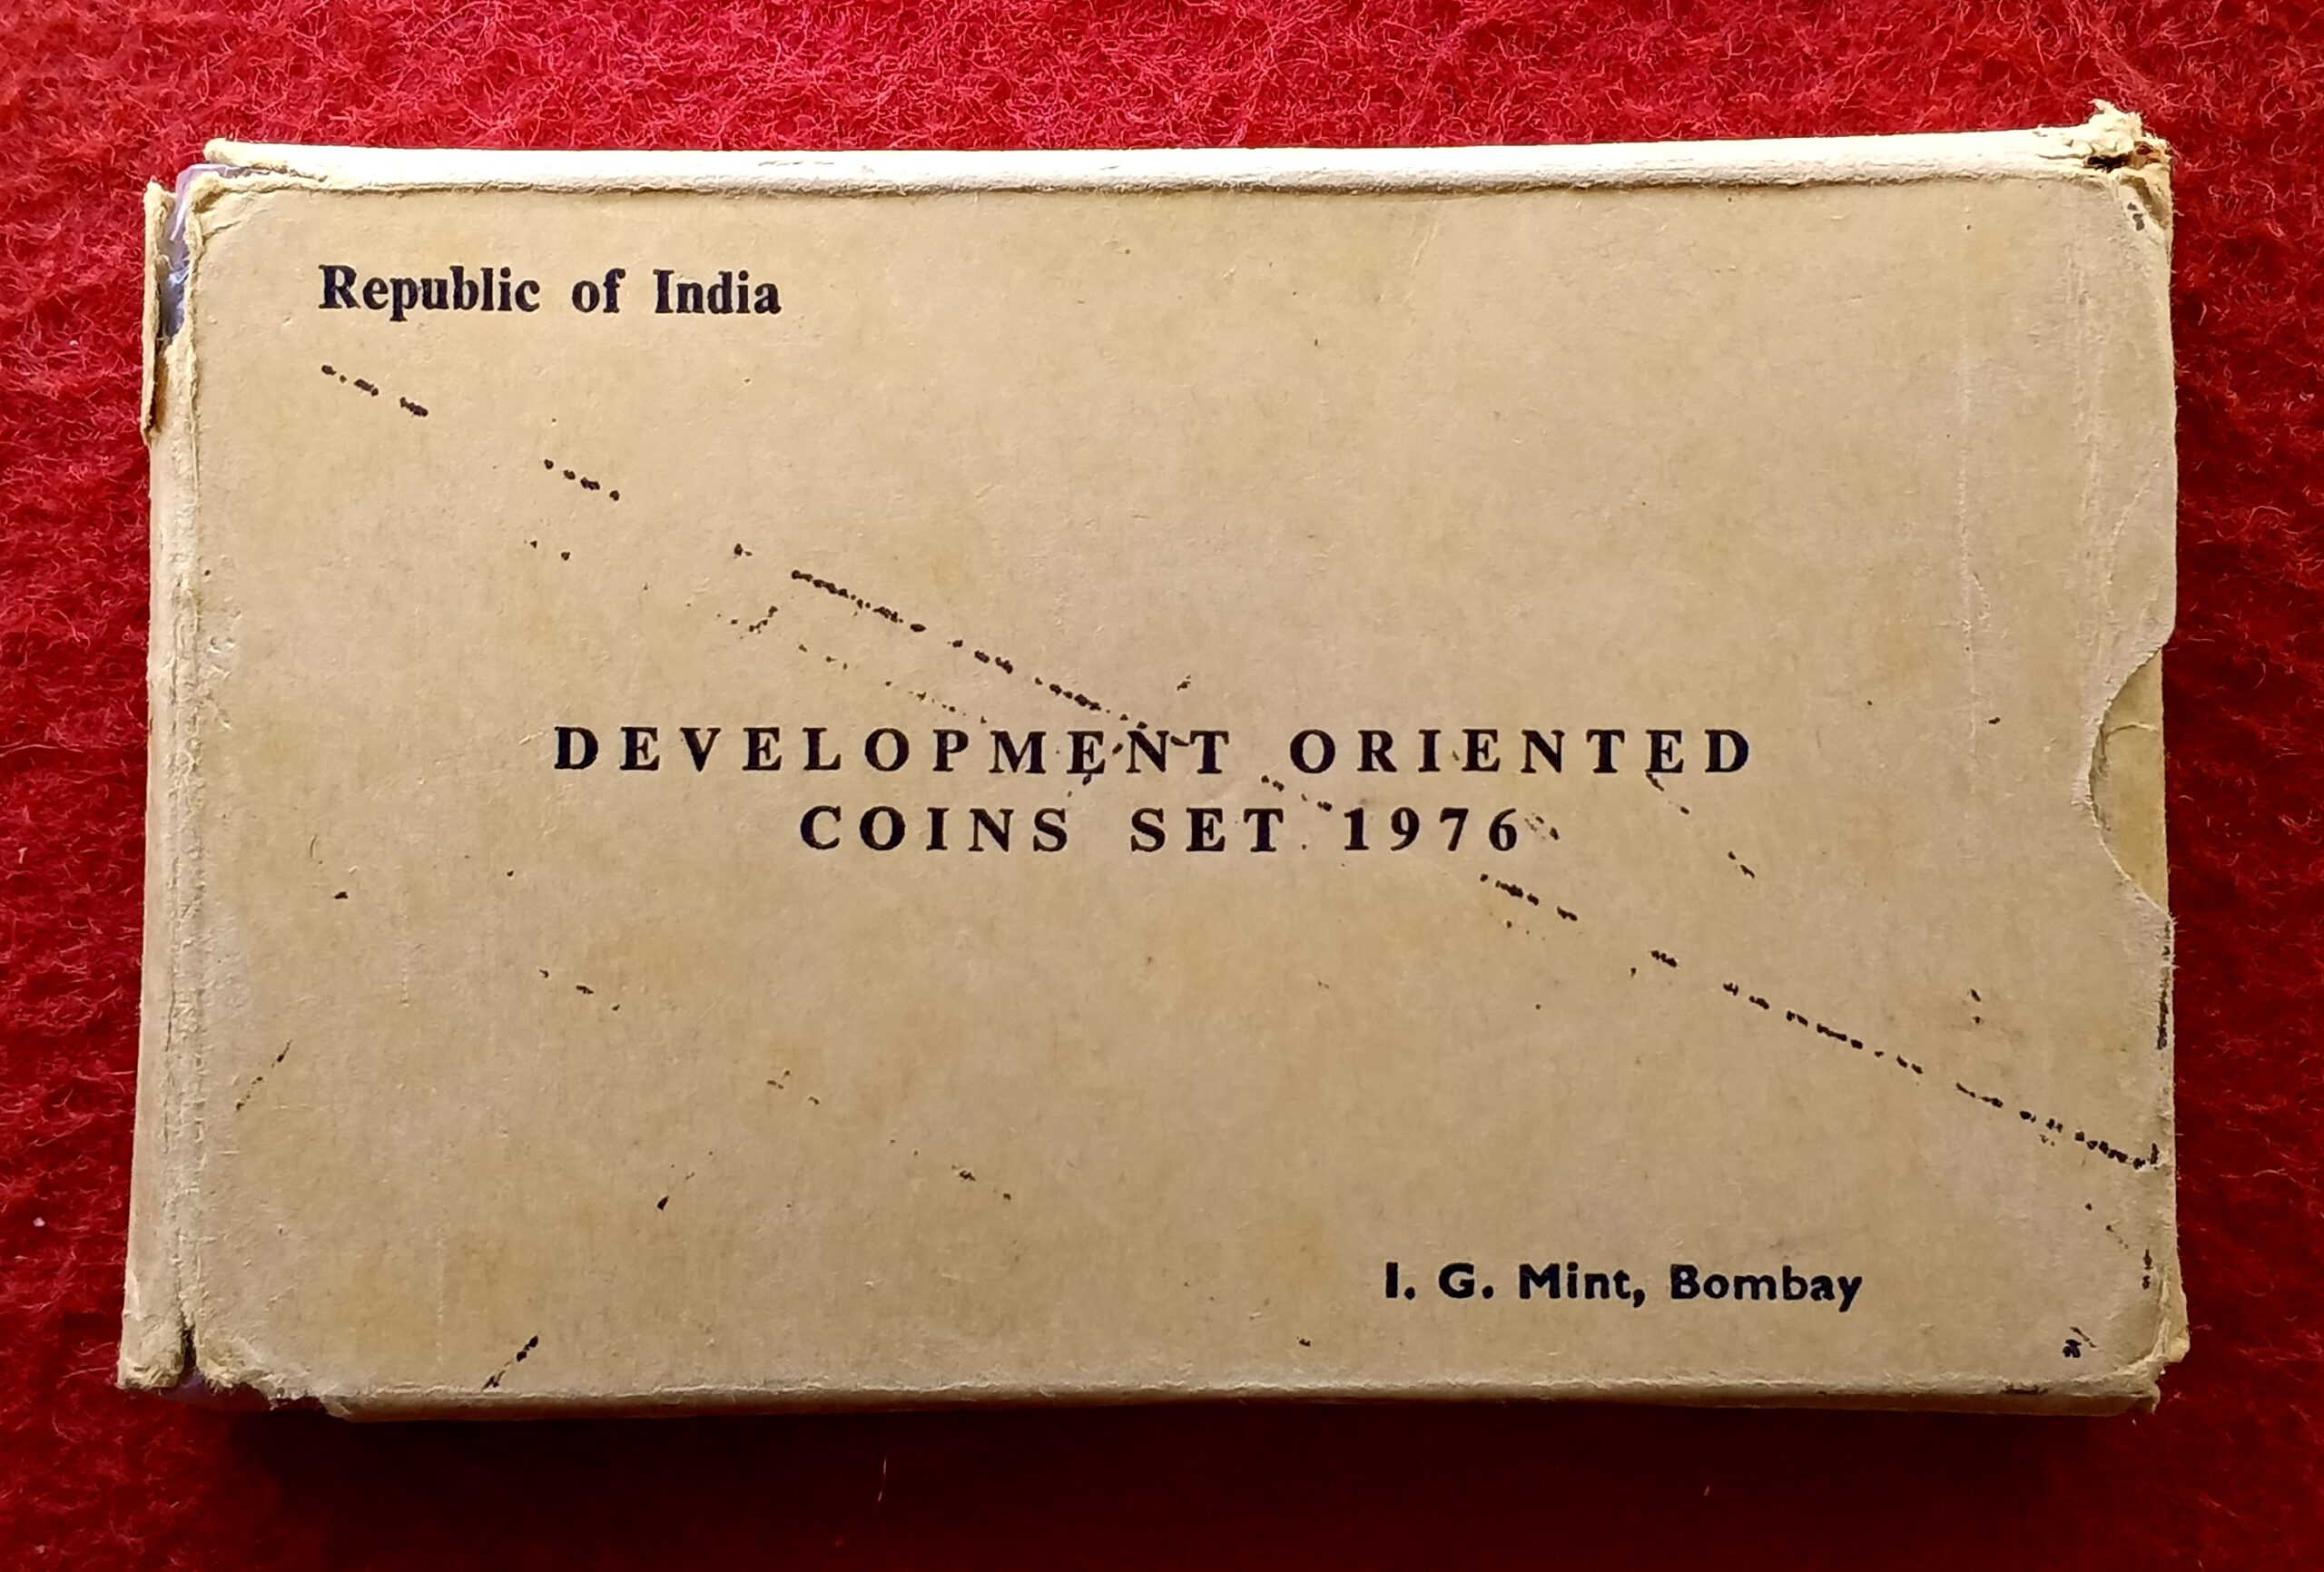 Republic of India
DEVELOPMENT ORIENTED
COINS SET 1976
I. G. Mint, Bombay